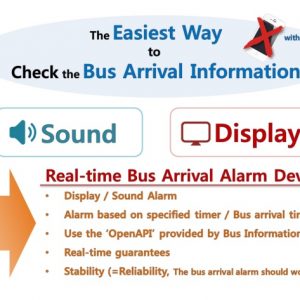 The Easiest Way
with
to
Check the Bus Arrival Information
Sound
Display
Real-time Bus Arrival Alarm Dev
· Display / Sound Alarm
· Alarm based on specified timer / Bus arrival tim
· Use the ‘OpenAPI’ provided by Bus Information
· Real-time guarantees
· Stability (=Reliability, The bus arrival alarm should wo